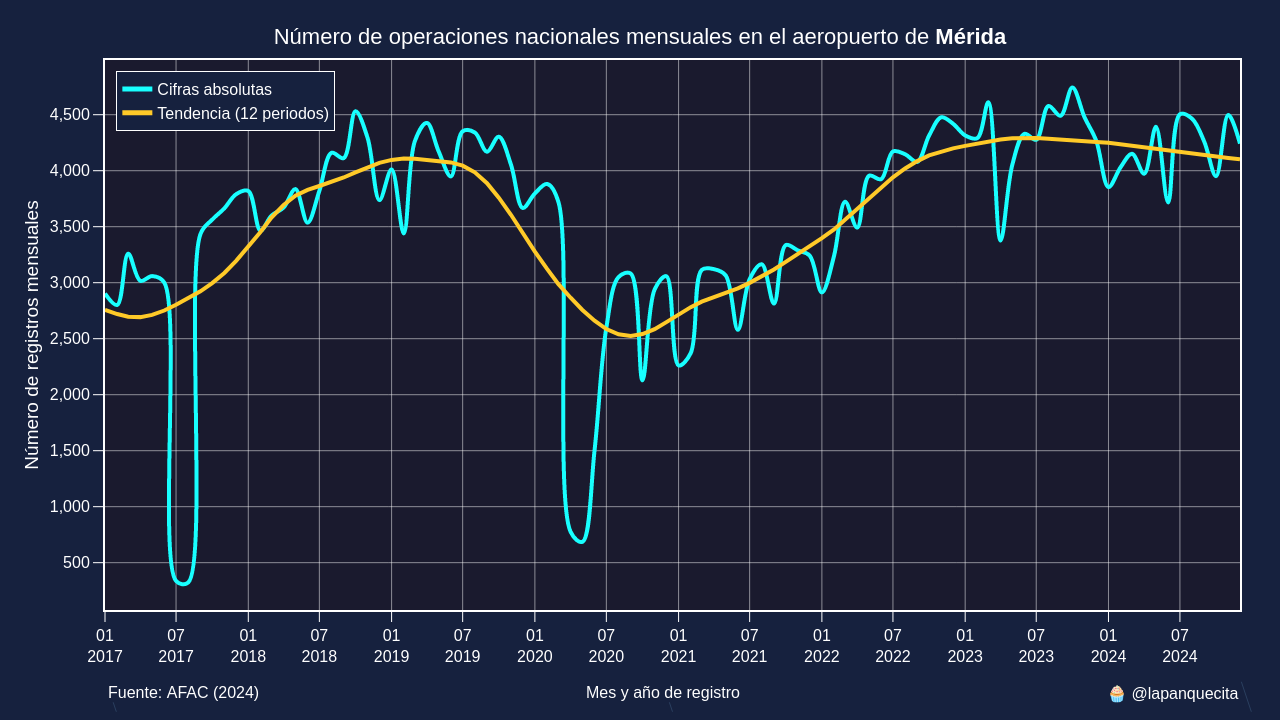 Número de operaciones nacionales mensuales en el aeropuerto de Mérida
Cifras absolutas
Tendencia (12 periodos)
Número de registros mensuales
4,500
4,000
3,500
3,000
2,500
2,000
1,500
1,000
500
01 07 01 07 01 07 01 07 01 07 01 07 01 07 01 07
2017 2017 2018 2018 2019 2019 2020 2020 2021 2021 2022 2022 2023 2023 2024 2024
Fuente: AFAC (2024) Mes y año de registro 🧁 @lapanquecita